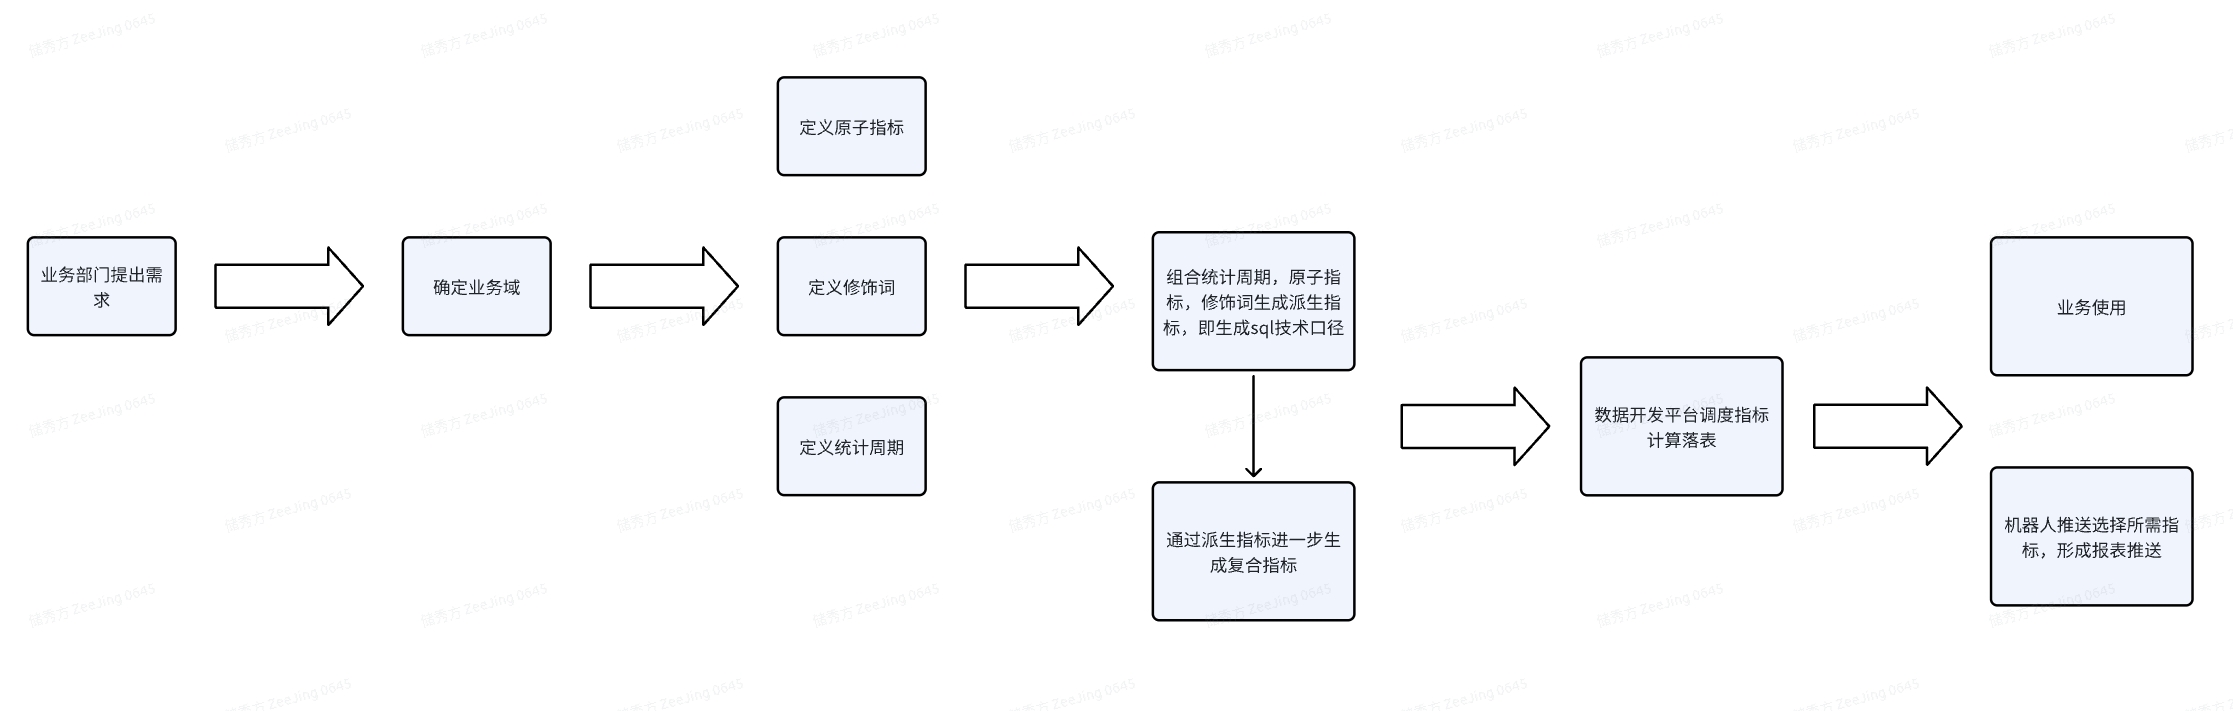 业务部门提出需
求
确定业务域
定义原子指标
定义修饰词
定义统计周期
组合统计周期，原子指
标，修饰词生成派生指
标，即生成sql技术口径
通过派生指标进一步生
成复合指标
数据开发平台调度指标
计算落表
业务使用
机器人推送选择所需指
标，形成报表推送